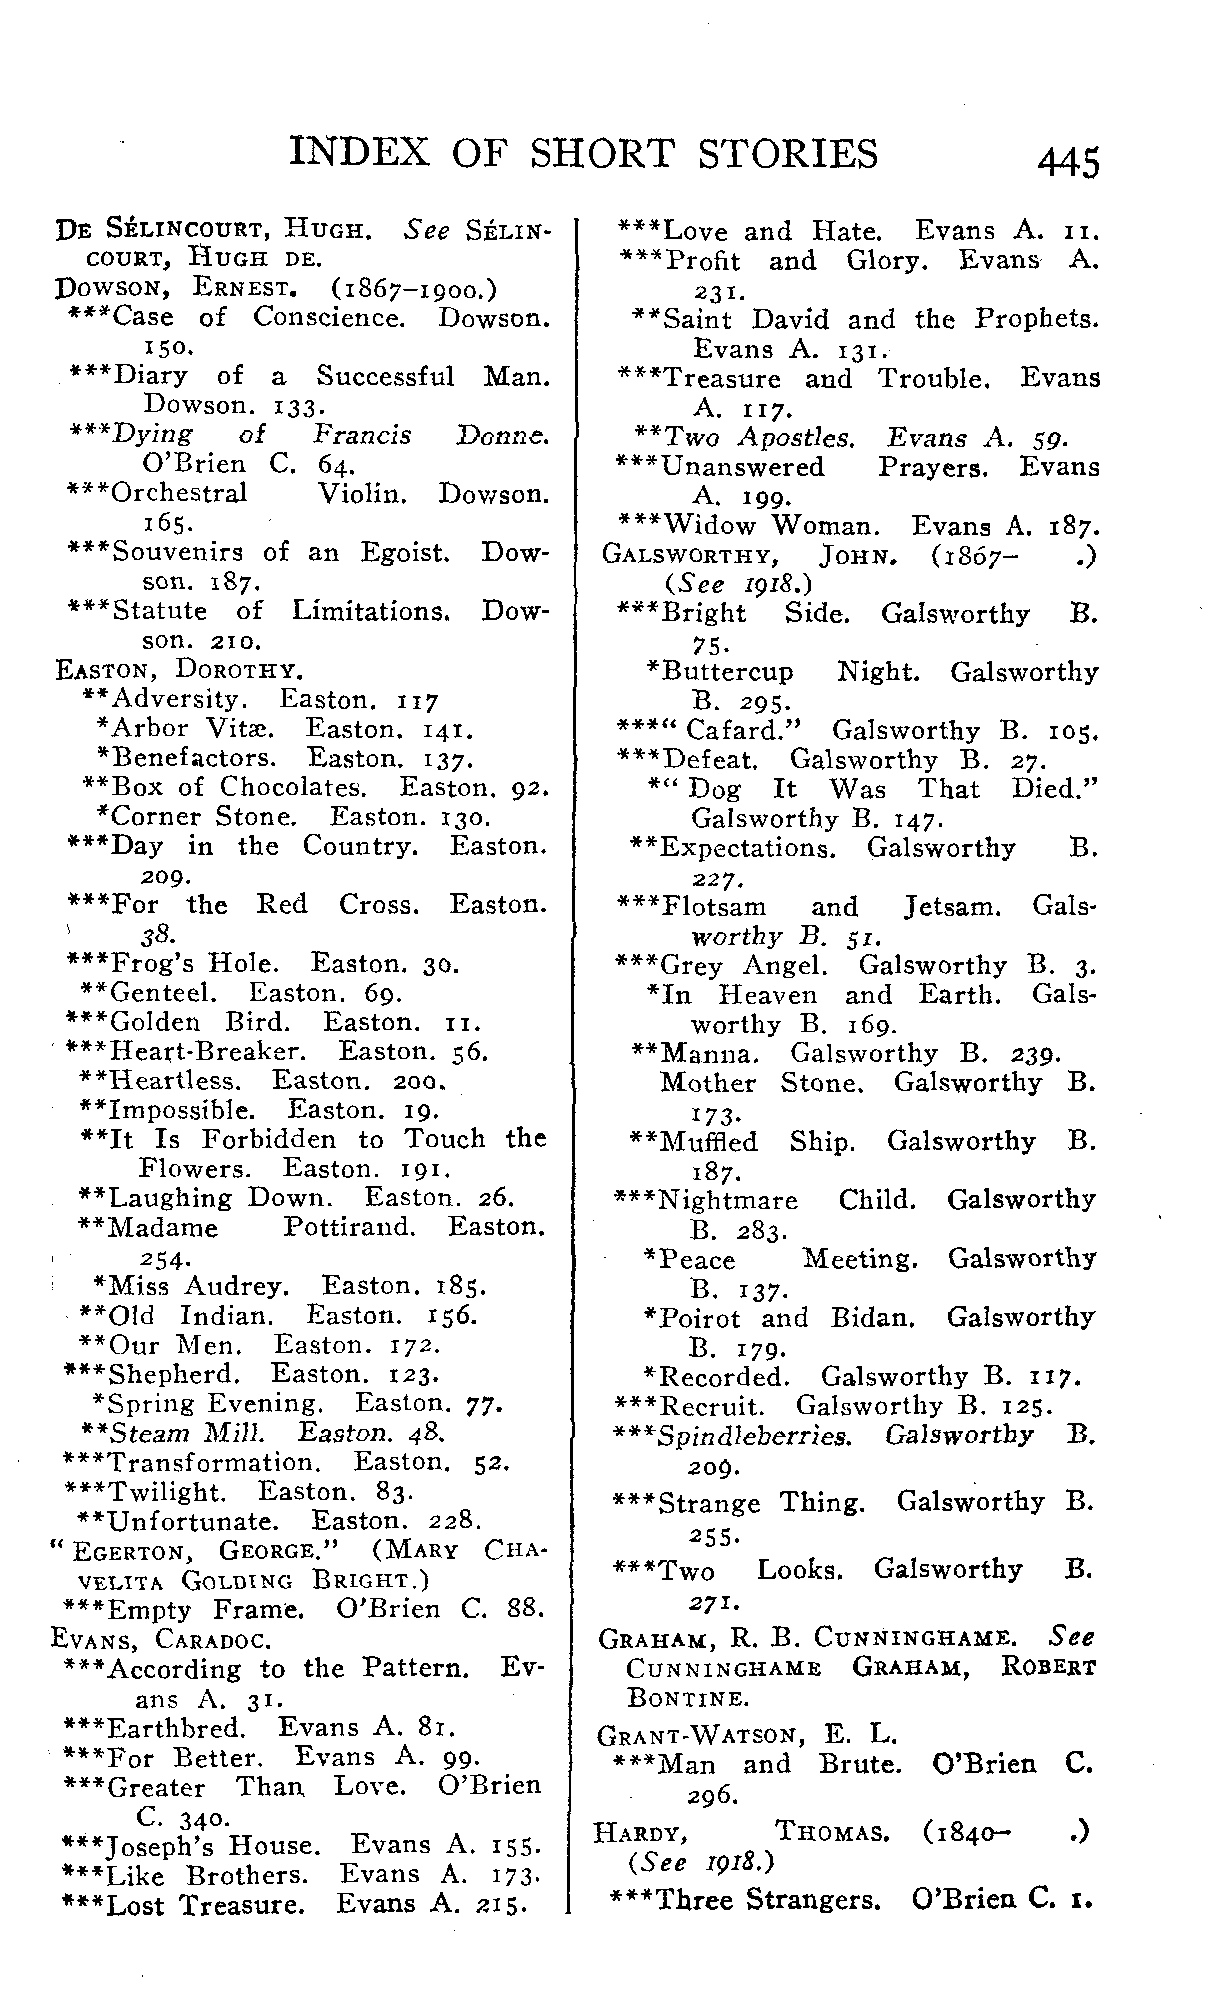 INDEX OF SHORT STORIES 445
DE SÉLINCOURT, HUGH. See SÉLIN-
COURT, HUGH DE.
DOWSON, ERNEST. (1867–1900.)
***Case of Conscience. Dowson.
150.
***Diary of a Successful Man.
Dowson. 133.
***Dying of Francis Donne.
O'Brien C. 64.
***Orchestral Violin. Dowson.
165.
***Souvenirs of an Egoist. Dow-
son. 187.
***Statute of Limitations. Dow-
son. 210.
EASTON, DOROTHY.
**Adversity. Easton. 117
*Arbor Vitæ. Easton. 141.
*Benefactors. Easton. 137.
**Box of Chocolates. Easton. 92.
*Corner Stone. Easton. 130.
***Day in the Country. Easton.
209.
***For the Red Cross. Easton.
38.
***Frog's Hole. Easton. 30.
**Genteel. Easton. 69.
***Golden Bird. Easton. 11.
***Heart-Breaker. Easton. 56.
**Heartless. Easton. 200.
**Impossible. Easton. 19.
**It Is Forbidden to Touch the
Flowers. Easton. 191.
**Laughing Down. Easton. 26.
**Madame Pottirand. Easton.
254.
*Miss Audrey. Easton. 185.
**Old Indian. Easton. 156.
**Our Men. Easton. 172.
***Shepherd. Easton. 123.
*Spring Evening. Easton. 77.
**Steam Mill. Easton. 48.
***Transformation. Easton. 52.
***Twilight. Easton. 83.
**Unfortunate. Easton. 228.
"EGERTON, GEORGE." (MARY CHA-
VELITA GOLDING BRIGHT.)
***Empty Frame. O'Brien C. 88.
EVANS, CARADOC.
***According to the Pattern. Ev-
ans A. 31.
***Earthbred. Evans A. 81.
***For Better. Evans A. 99.
***Greater Than Love. O'Brien
C. 340.
***Joseph's House. Evans A. 155.
***Like Brothers. Evans A. 173.
***Lost Treasure. Evans A. 215.
***Love and Hate. Evans A. 11.
***Profit and Glory. Evans A.
231.
**Saint David and the Prophets.
Evans A. 131.
***Treasure and Trouble. Evans
A. 117.
**Two Apostles. Evans A. 59.
***Unanswered Prayers. Evans
A. 199.
***Widow Woman. Evans A. 187.
GALSWORTHY, JOHN. (1867– .)
(See 1918.)
***Bright Side. Galsworthy B.
75.
*Buttercup Night. Galsworthy
B. 295.
***"Cafard." Galsworthy B. 105.
***Defeat. Galsworthy B. 27.
*"Dog It Was That Died."
Galsworthy B. 147.
**Expectations. Galsworthy B.
227.
***Flotsam and Jetsam. Gals-
worthy B. 51.
***Grey Angel. Galsworthy B. 3.
*In Heaven and Earth. Gals-
worthy B. 169.
**Manna. Galsworthy B. 239.
Mother Stone. Galsworthy B.
173.
**Muffled Ship. Galsworthy B.
187.
***Nightmare Child. Galsworthy
B. 283.
*Peace Meeting. Galsworthy
B. 137.
*Poirot and Bidan. Galsworthy
B. 179.
*Recorded. Galsworthy B. 117.
***Recruit. Galsworthy B. 125.
***Spindleberries. Galsworthy B.
209.
***Strange Thing. Galsworthy B.
255.
***Two Looks. Galsworthy B.
271.
GRAHAM, R. B. CUNNINGHAME. See
CUNNINGHAME GRAHAM, ROBERT
BONTINE.
GRANT-WATSON, E. L.
***Man and Brute. O'Brien C.
296.
HARDY, THOMAS. (1840– .)
(See 1918.)
***Three Strangers. O'Brien C. 1.